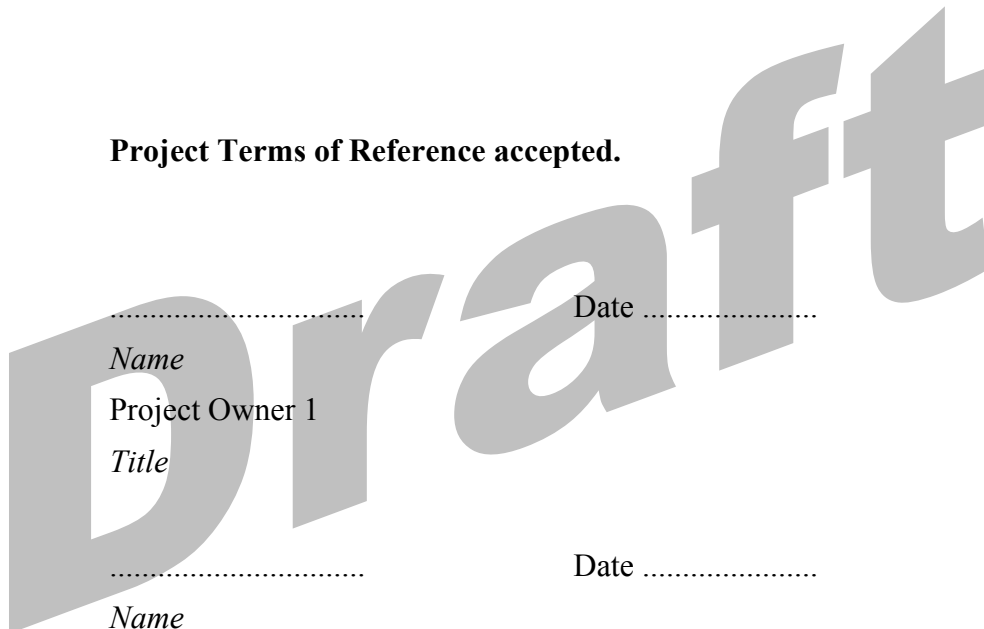 Draft
Project Terms of Reference accepted.
................................ Date ......................
Name
Project Owner 1
Title
................................ Date ......................
Name